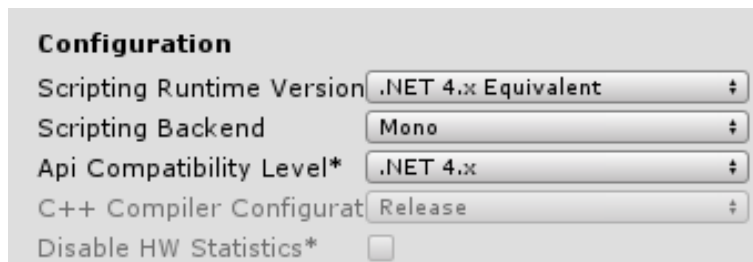 Configuration
Scripting Runtime Version .NET 4.x Equivalent
Scripting Backend Mono
Api Compatibility Level* .NET 4.x
C++ Compiler Configurat Release
Disable HW Statistics*